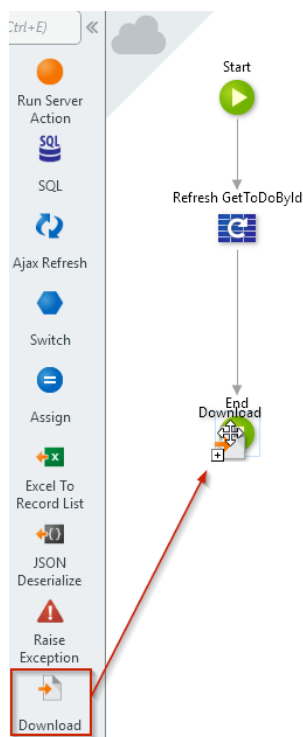 Ctrl+E)
Run Server
Action
SQL
SQL
Ajax Refresh
Switch
Assign
Excel To
Record List
JSON
Deserialize
Raise
Exception
Download
Start
Refresh GetToDoById
End
Download